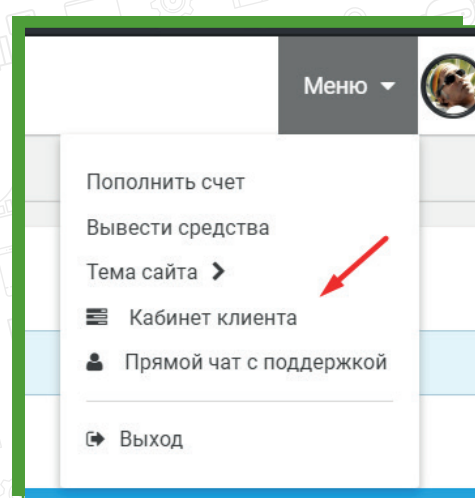 Меню
Пополнить счет
Вывести средства
Тема сайта
Кабинет клиента
Прямой чат с поддержкой
Выход